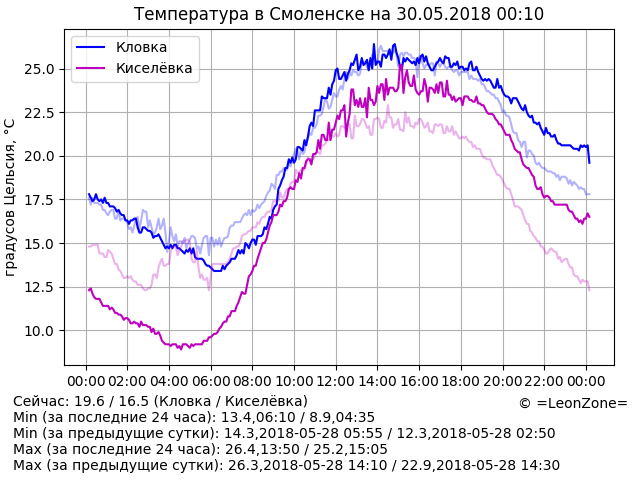 Температура в Смоленске на 30.05.2018 00:10
Кловка
Киселёвка
градусов Цельсия, °C
25.0
22.5
20.0
17.5
15.0
12.5
10.0
00:00 02:00 04:00 06:00 08:00 10:00 12:00 14:00 16:00 18:00 20:00 22:00 00:00
Сейчас: 19.6 / 16.5 (Кловка / Киселёвка)
© =LeonZone=
Min (за последние 24 часа): 13.4,06:10 / 8.9,04:35
Min (за предыдущие сутки): 14.3,2018-05-28 05:55 / 12.3,2018-05-28 02:50
Max (за последние 24 часа): 26.4,13:50 / 25.2,15:05
Max (за предыдущие сутки): 26.3,2018-05-28 14:10 / 22.9,2018-05-28 14:30